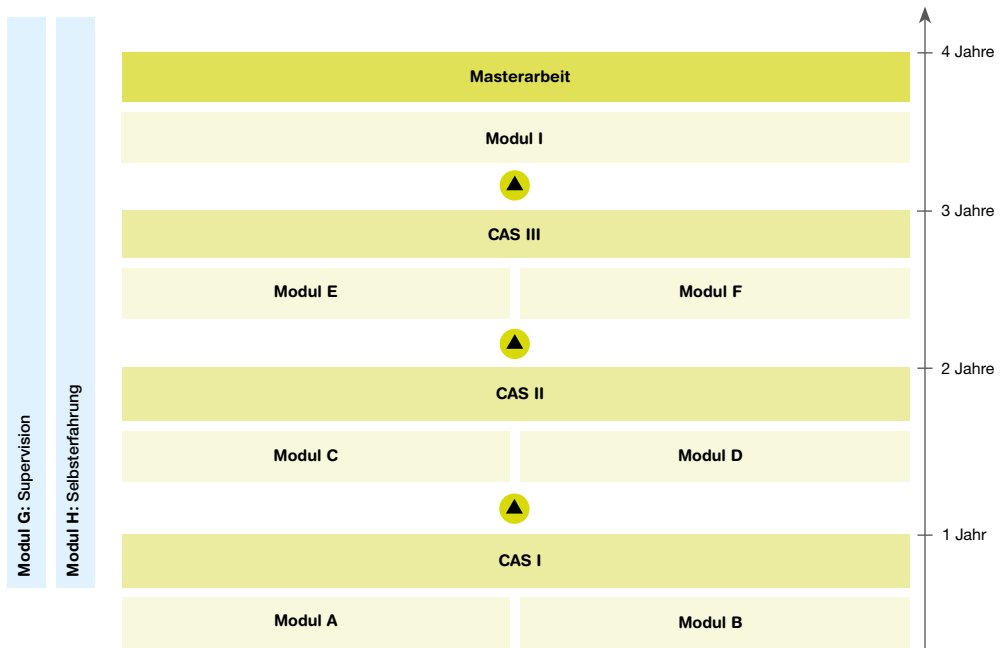 4 Jahre
Masterarbeit
Modul I
3 Jahre
CAS III
Modul E
Modul F
2 Jahre
CAS II
Modul C
Modul D
1 Jahr
CAS I
Modul A
Modul B
Modul G: Supervision
Modul H: Selbsterfahrung